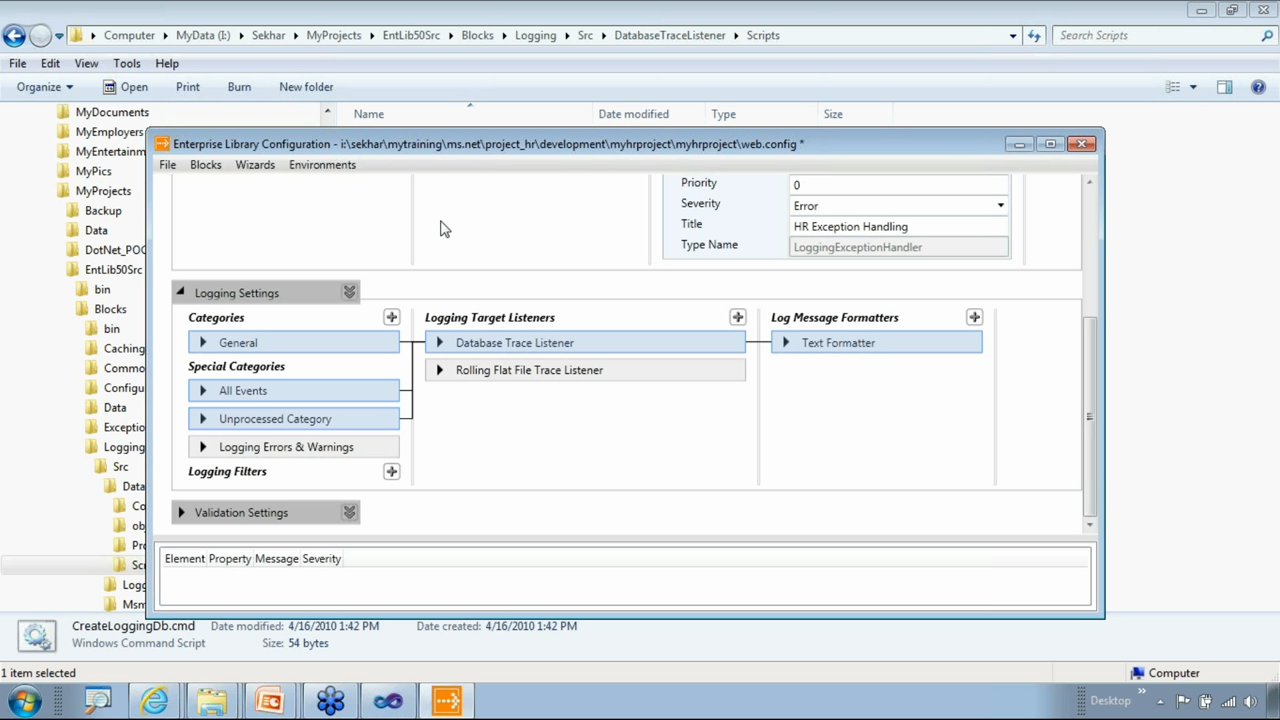 Computer MyData (I:) Sekhar MyProjects EntLib50Src Blocks Logging Src DatabaseTraceListener Scripts
Search Scripts
File Edit View Tools Help
Organize Open Print Burn New folder
MyDocuments
MyEmployers
MyEntertainm
MyPics
MyProjects
Backup
Data
DotNet_POC
EntLib50Src
bin
Blocks
bin
Caching
Commo
Configu
Data
Exceptio
Logging
Src
Data
Co
obj
Pro
Scr
Logg
Msm
Name Date modified Type Size
Enterprise Library Configuration - i:\sekhar\mytraining\ms.net\project_hr\development\myhrproject\myhrproject\web.config *
File Blocks Wizards Environments
Priority 0
Severity Error
Title HR Exception Handling
Type Name LoggingExceptionHandler
Logging Settings
Categories Logging Target Listeners Log Message Formatters
General Database Trace Listener Text Formatter
Special Categories
Rolling Flat File Trace Listener
All Events
Unprocessed Category
Logging Errors & Warnings
Logging Filters
Validation Settings
Element Property Message Severity
CreateLoggingDb.cmd Date modified: 4/16/2010 1:42 PM Date created: 4/16/2010 1:42 PM
Windows Command Script Size: 54 bytes
1 item selected Computer
Desktop